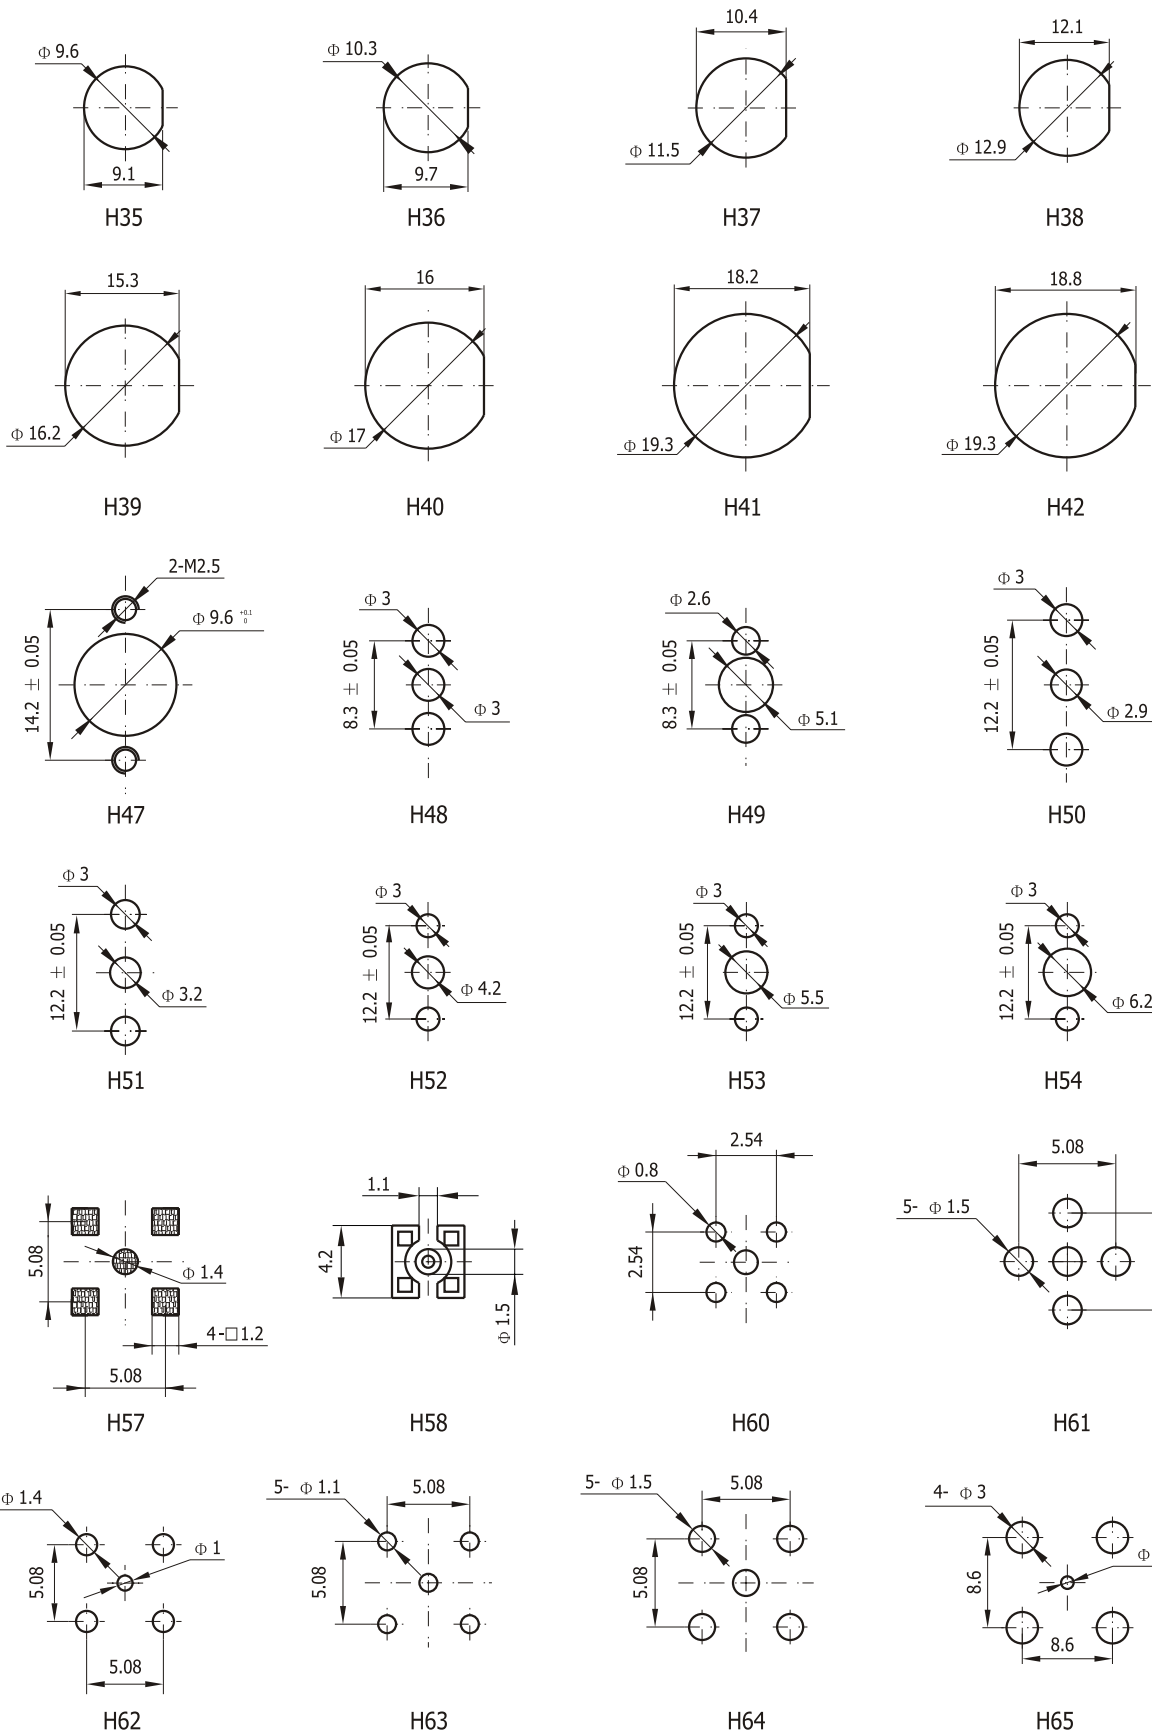 Φ 9.6
9.1
H35
Φ 10.3
9.7
H36
10.4
Φ 11.5
H37
12.1
Φ 12.9
H38
15.3
Φ 16.2
H39
16
Φ 17
H40
18.2
Φ 19.3
H41
18.8
Φ 19.3
H42
2-M2.5
Φ 9.6 +0.1 0
14.2 ± 0.05
H47
Φ 3
8.3 ± 0.05
Φ 3
H48
Φ 2.6
8.3 ± 0.05
Φ 5.1
H49
Φ 3
12.2 ± 0.05
Φ 2.9
H50
Φ 3
12.2 ± 0.05
Φ 3.2
H51
Φ 3
12.2 ± 0.05
Φ 4.2
H52
Φ 3
12.2 ± 0.05
Φ 5.5
H53
Φ 3
12.2 ± 0.05
Φ 6.2
H54
5.08
Φ 1.4
4-□1.2
5.08
H57
1.1
4.2
Φ 1.5
H58
2.54
Φ 0.8
2.54
H60
5.08
5- Φ 1.5
H61
Φ 1.4
Φ 1
5.08
5.08
H62
5- Φ 1.1
5.08
5.08
H63
5- Φ 1.5
5.08
5.08
H64
4- Φ 3
Φ
8.6
8.6
H65